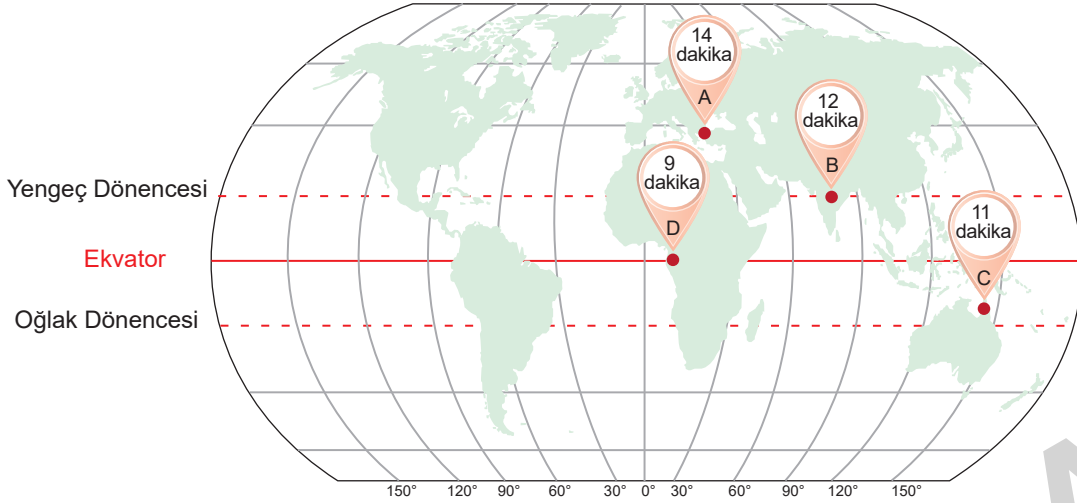 14
dakika
A
12
dakika
B
9
dakika
D
11
dakika
C
Yengeç Dönencesi
Ekvator
Oğlak Dönencesi
150° 120° 90° 60° 30° 0° 30° 60° 90° 120° 150°